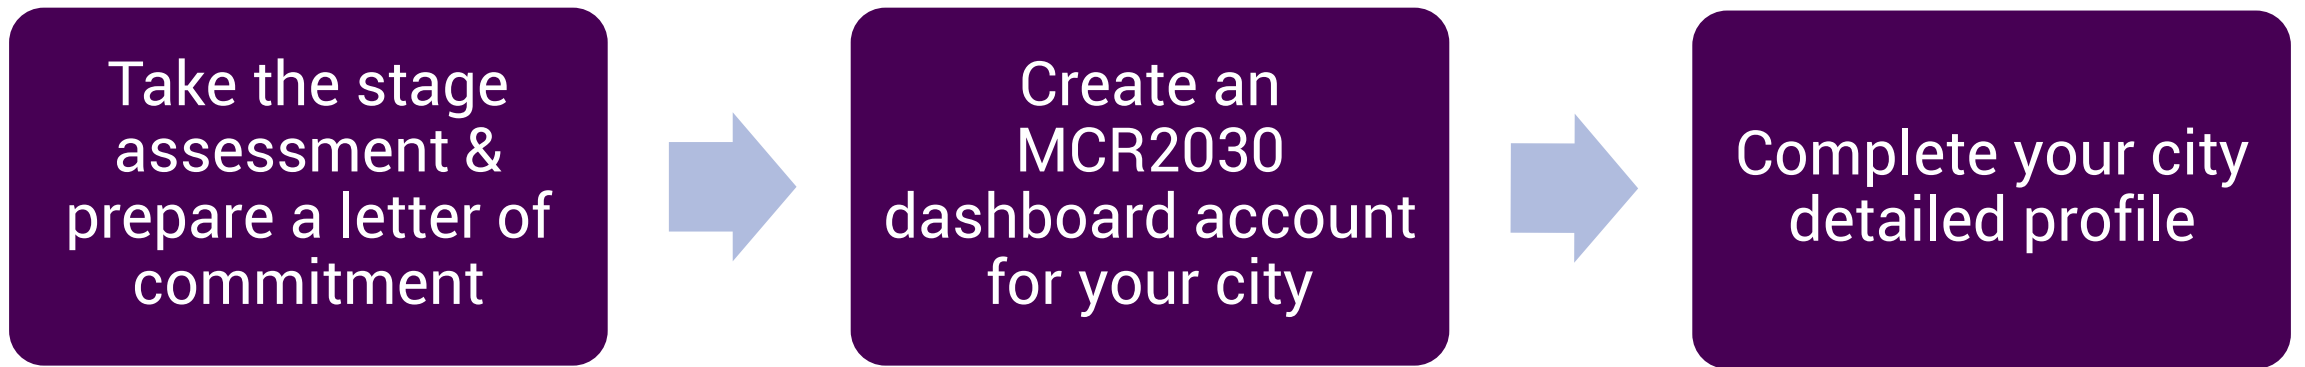 Take the stage
assessment &
prepare a letter of
commitment
Create an
MCR2030
dashboard account
for your city
Complete your city
detailed profile